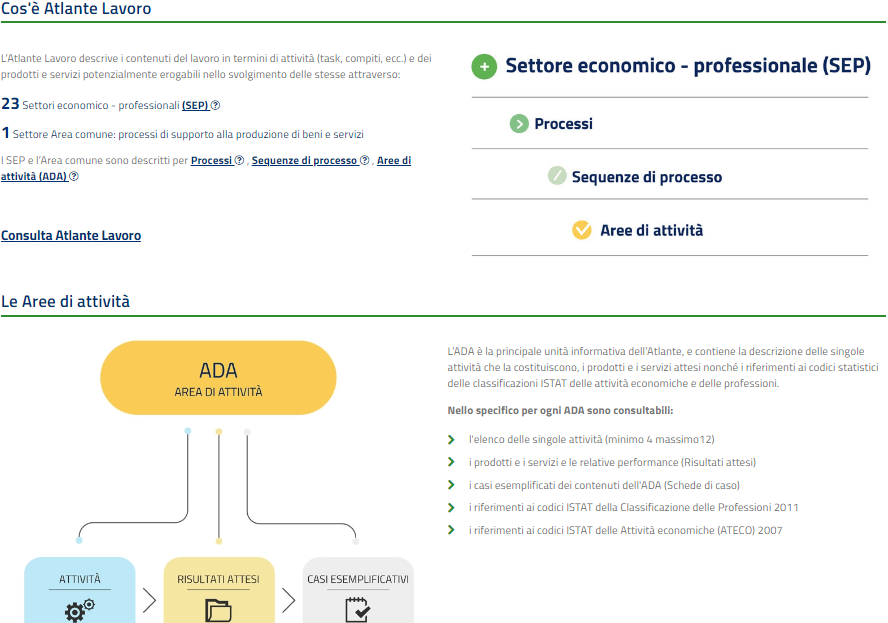 Cos'è Atlante Lavoro
L'Atlante Lavoro descrive i contenuti del lavoro in termini di attività (task, compiti, ecc.) e dei
prodotti e servizi potenzialmente erogabili nello svolgimento delle stesse attraverso:
23 Settori economico - professionali (SEP)
1 Settore Area comune: processi di supporto alla produzione di beni e servizi
I SEP e l'Area comune sono descritti per Processi , Sequenze di processo , Aree di
attività (ADA)
Consulta Atlante Lavoro
Settore economico - professionale (SEP)
Processi
Sequenze di processo
Aree di attività
Le Aree di attività
ADA
AREA DI ATTIVITÀ
ATTIVITÀ
RISULTATI ATTESI
CASI ESEMPLIFICATIVI
L'ADA è la principale unità informativa dell'Atlante, e contiene la descrizione delle singole
attività che la costituiscono, i prodotti e i servizi attesi nonché i riferimenti ai codici statistici
delle classificazioni ISTAT delle attività economiche e delle professioni.
Nello specifico per ogni ADA sono consultabili:
l'elenco delle singole attività (minimo 4 massimo12)
i prodotti e i servizi e le relative performance (Risultati attesi)
i casi esemplificati dei contenuti dell'ADA (Schede di caso)
i riferimenti ai codici ISTAT della Classificazione delle Professioni 2011
i riferimenti ai codici ISTAT delle Attività economiche (ATECO) 2007